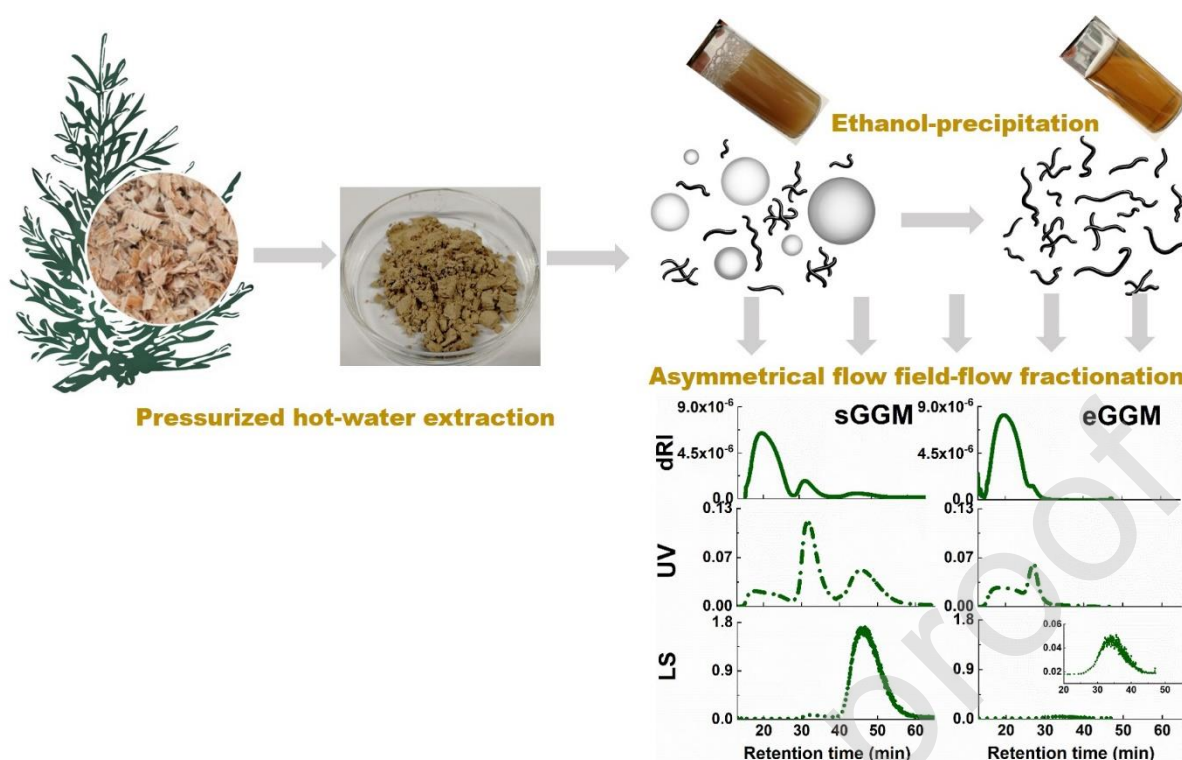 Ethanol-precipitation
Pressurized hot-water extraction
Asymmetrical flow field-flow fractionation
sGGM
eGGM
dRI
9.0x10⁻⁶
4.5x10⁻⁶
0.0
9.0x10⁻⁶
4.5x10⁻⁶
0.0
UV
0.13
0.07
0.00
0.13
0.07
0.00
LS
1.8
0.9
0.0
1.8
0.9
0.0
0.06
0.04
0.02
20 30 40 50
20 30 40 50 60
20 30 40 50 60
Retention time (min)
Retention time (min)
proof